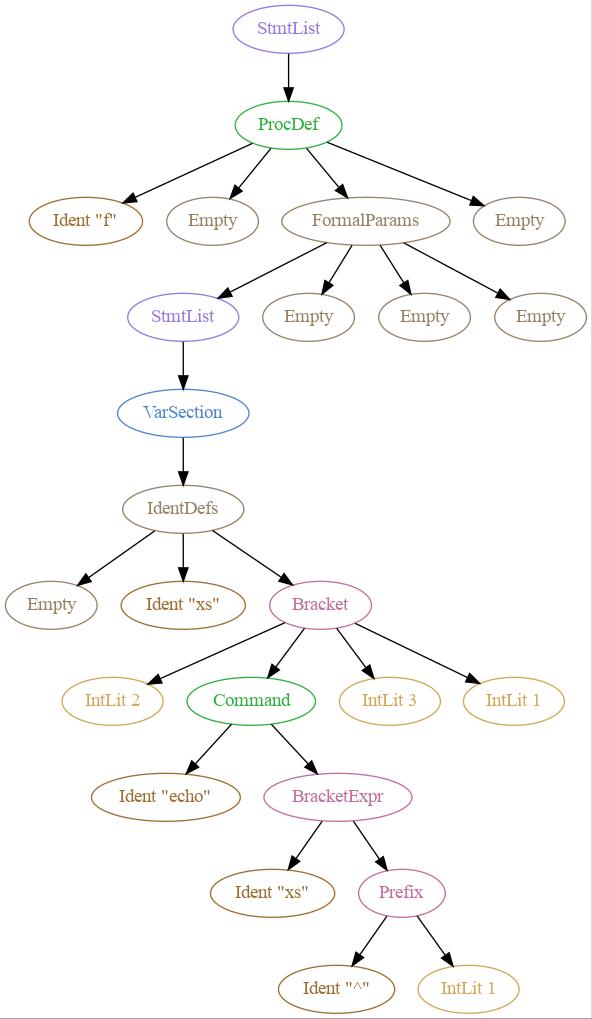 StmtList
ProcDef
Ident "f"
Empty
FormalParams
Empty
StmtList
Empty
Empty
Empty
VarSection
IdentDefs
Empty
Ident "xs"
Bracket
IntLit 2
Command
IntLit 3
IntLit 1
Ident "echo"
BracketExpr
Ident "xs"
Prefix
Ident "^"
IntLit 1